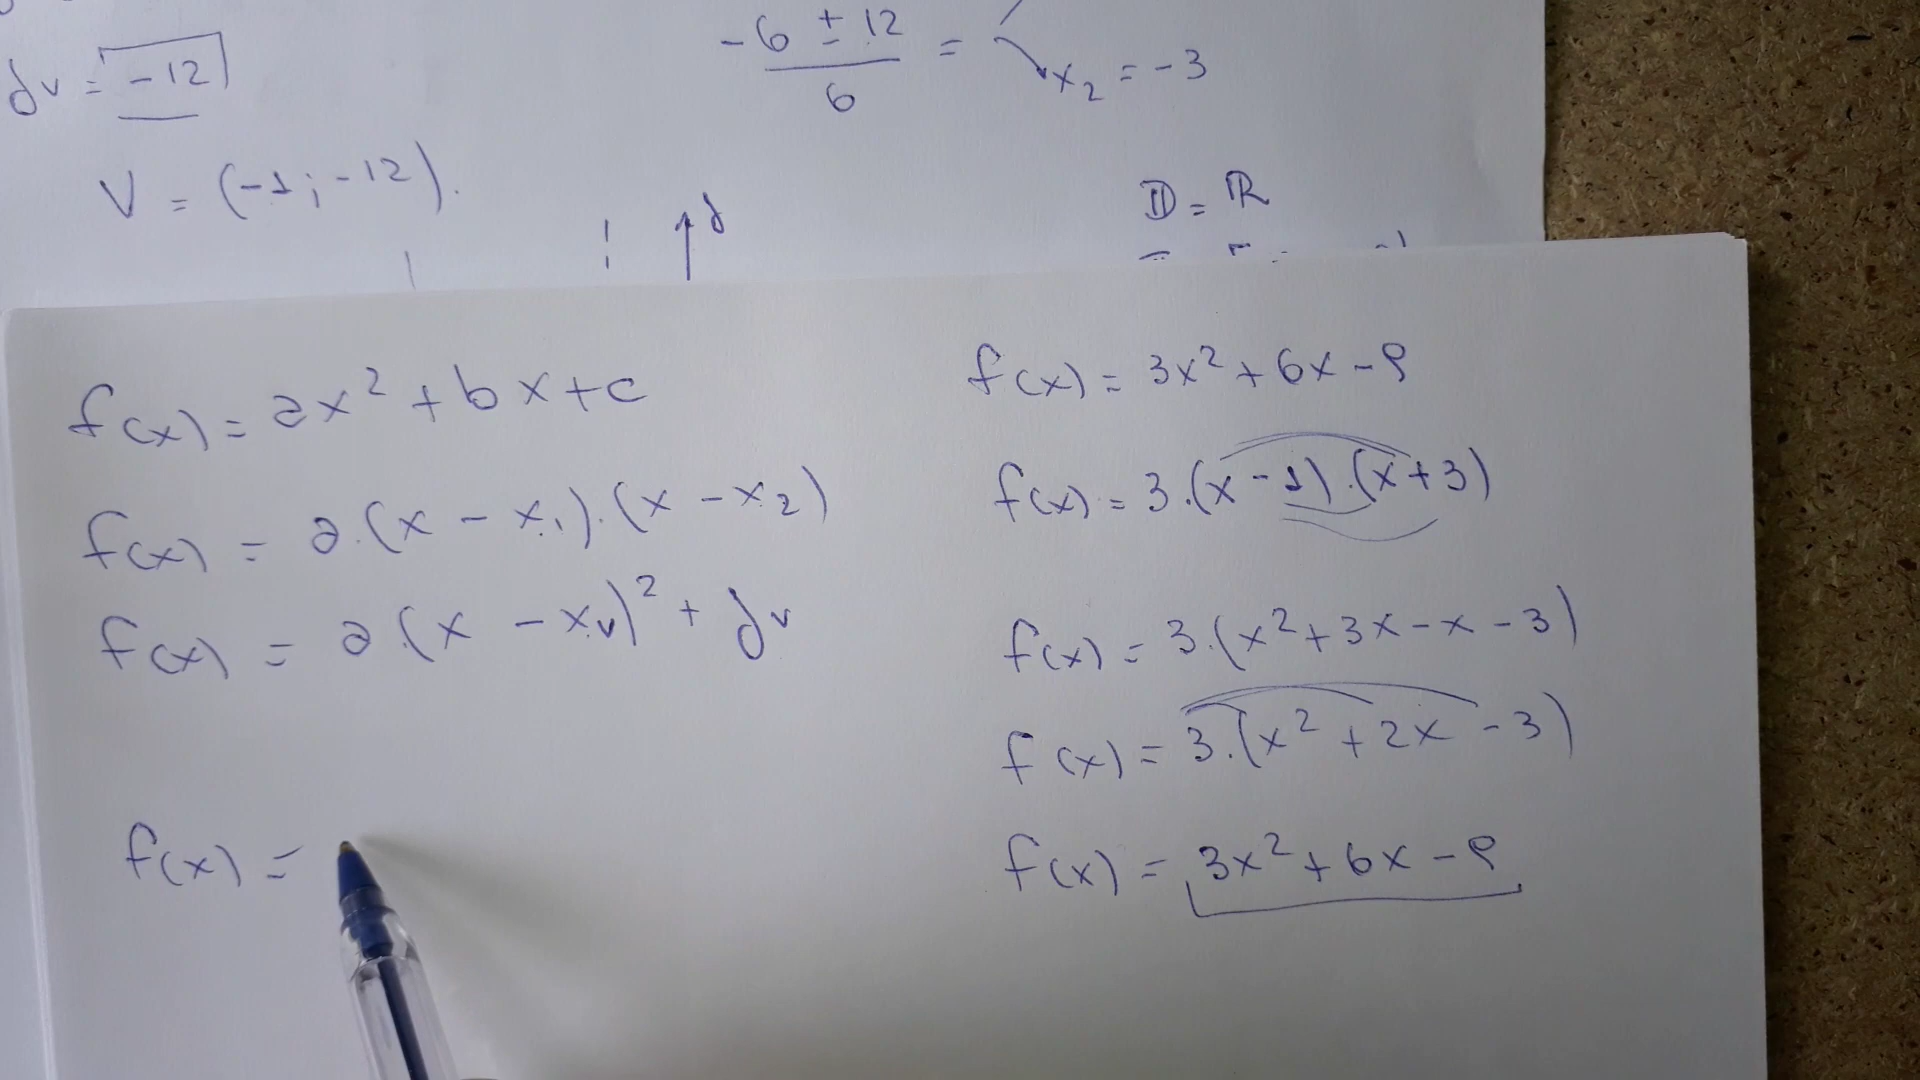 yv = -12
-6 ± 12 / 6 = x₂ = -3
V = (-1; -12).
y
D = ℝ
f(x) = ax² + bx + c
f(x) = a.(x - x₁).(x - x₂)
f(x) = a.(x - xv)² + yv
f(x) =
f(x) = 3x² + 6x - 9
f(x) = 3.(x - 1).(x + 3)
f(x) = 3.(x² + 3x - x - 3)
f(x) = 3.(x² + 2x - 3)
f(x) = 3x² + 6x - 9